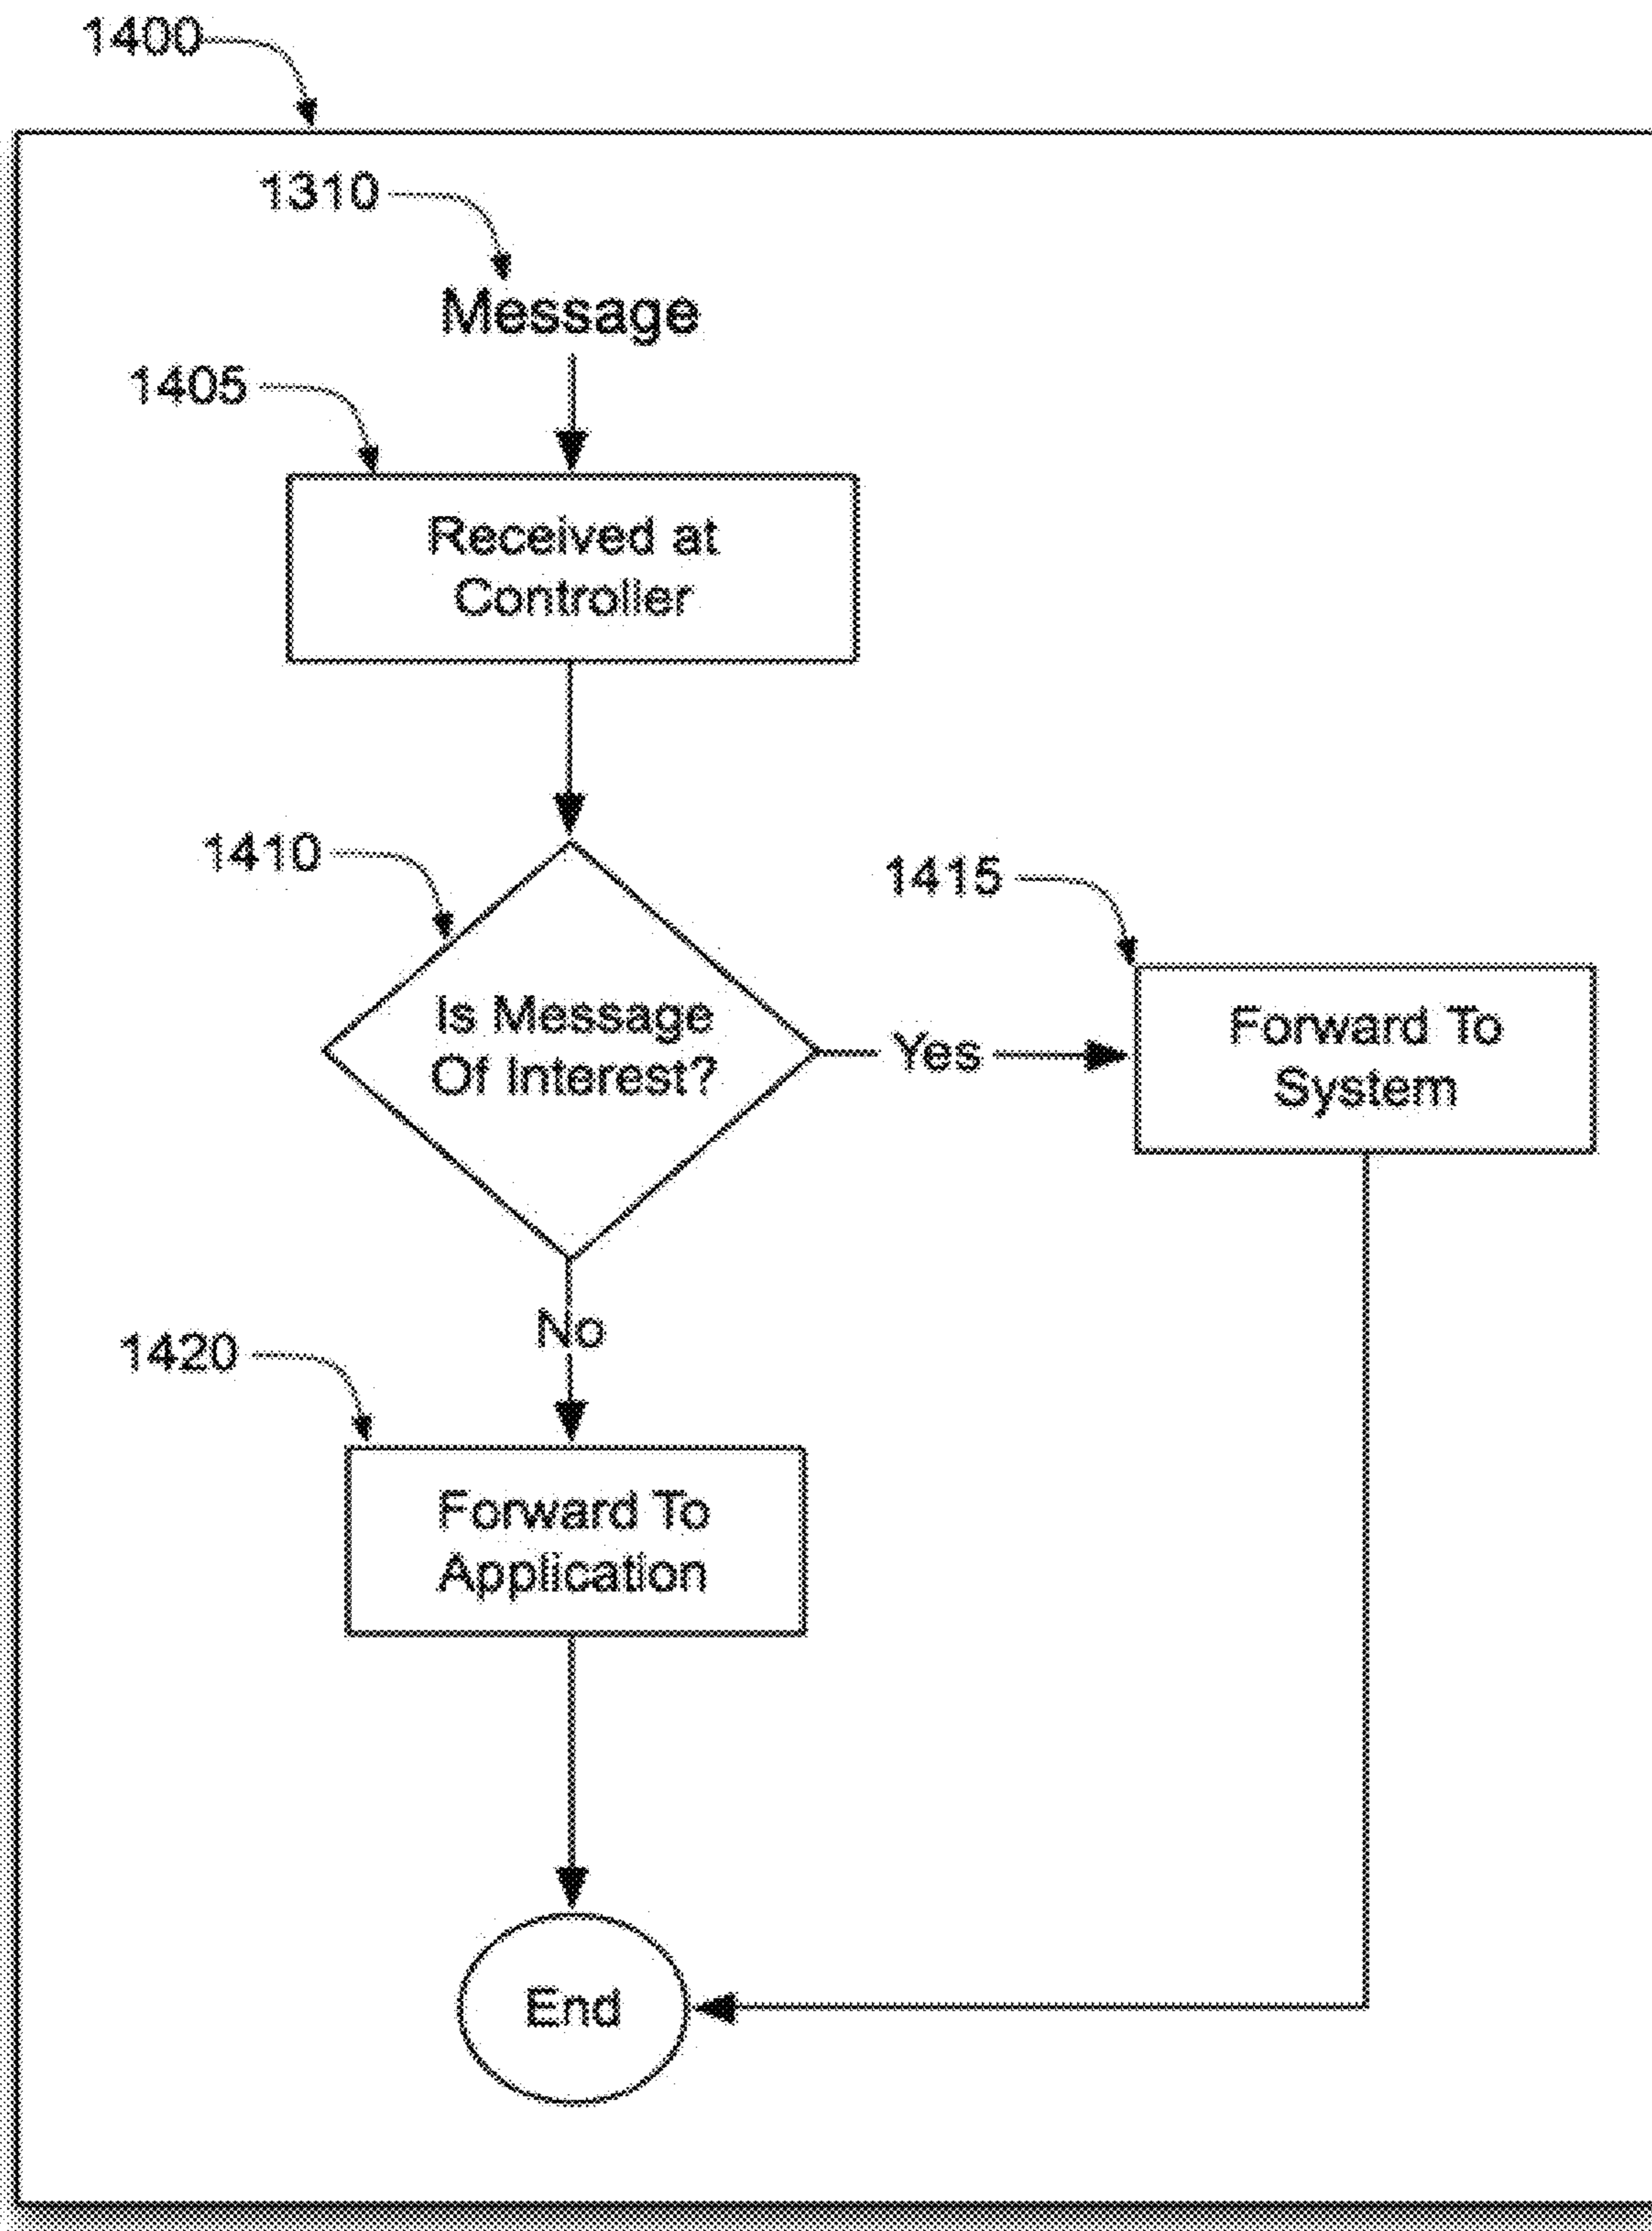 1400
1310
Message
1405
Received at
Controller
1410
1415
Is Message
Of Interest?
Yes
Forward To
System
No
1420
Forward To
Application
End